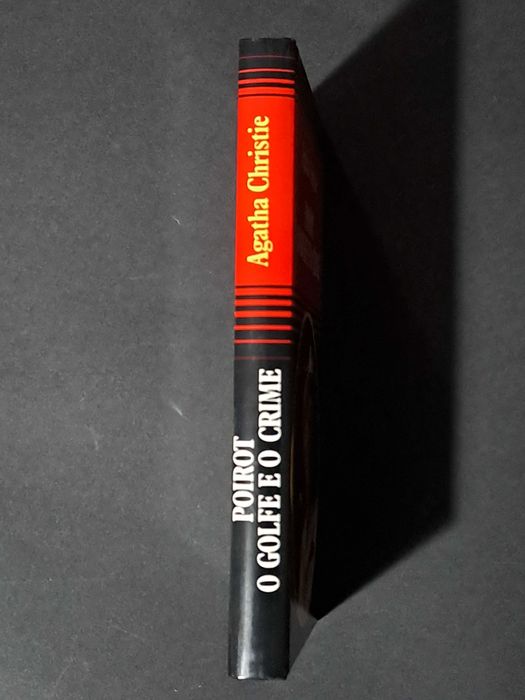 POIROT
O GOLFE E O CRIME
Agatha Christie